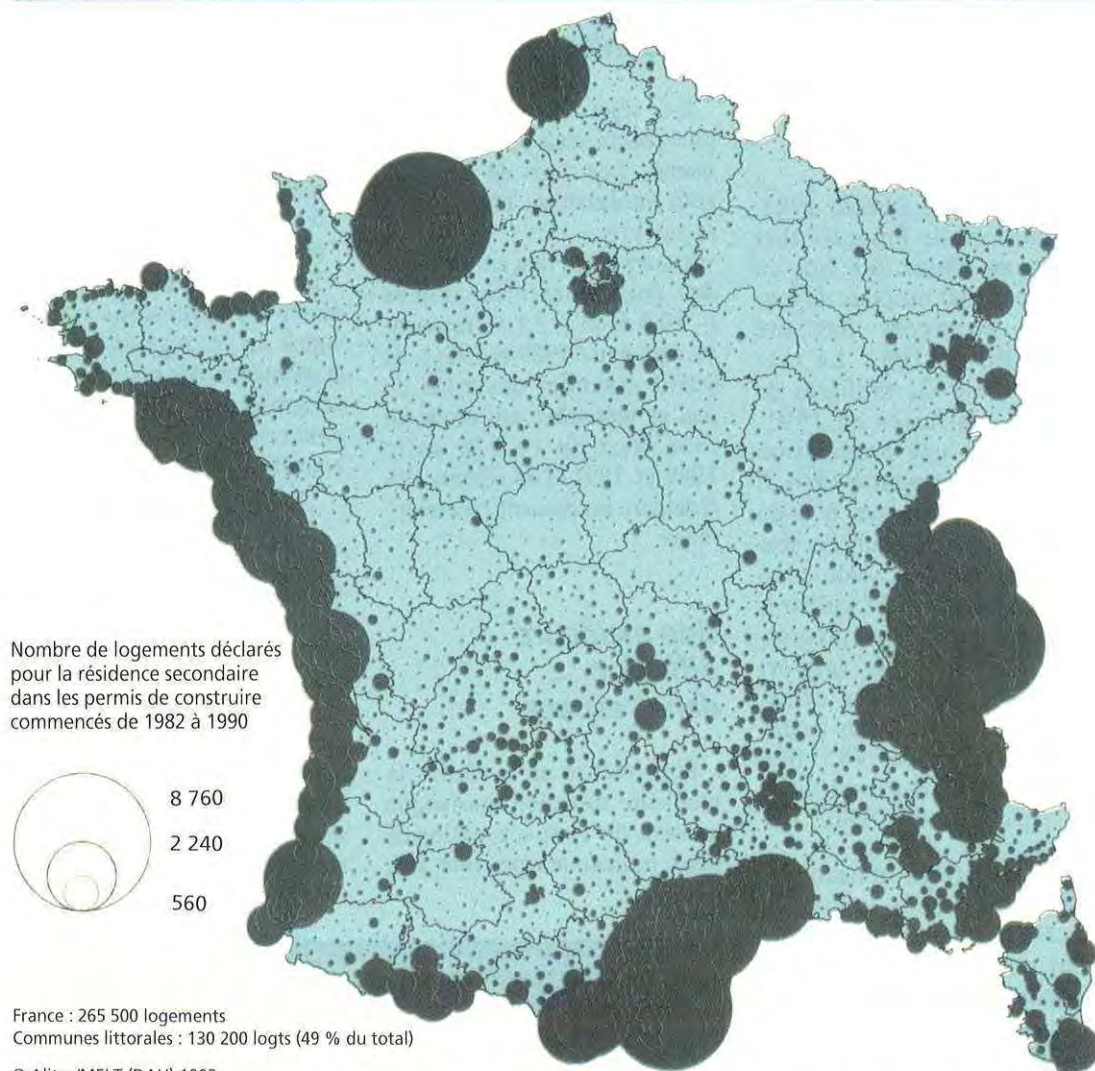 Nombre de logements déclarés
pour la résidence secondaire
dans les permis de construire
commencés de 1982 à 1990
8 760
2 240
560
France : 265 500 logements
Communes littorales : 130 200 logts (49 % du total)